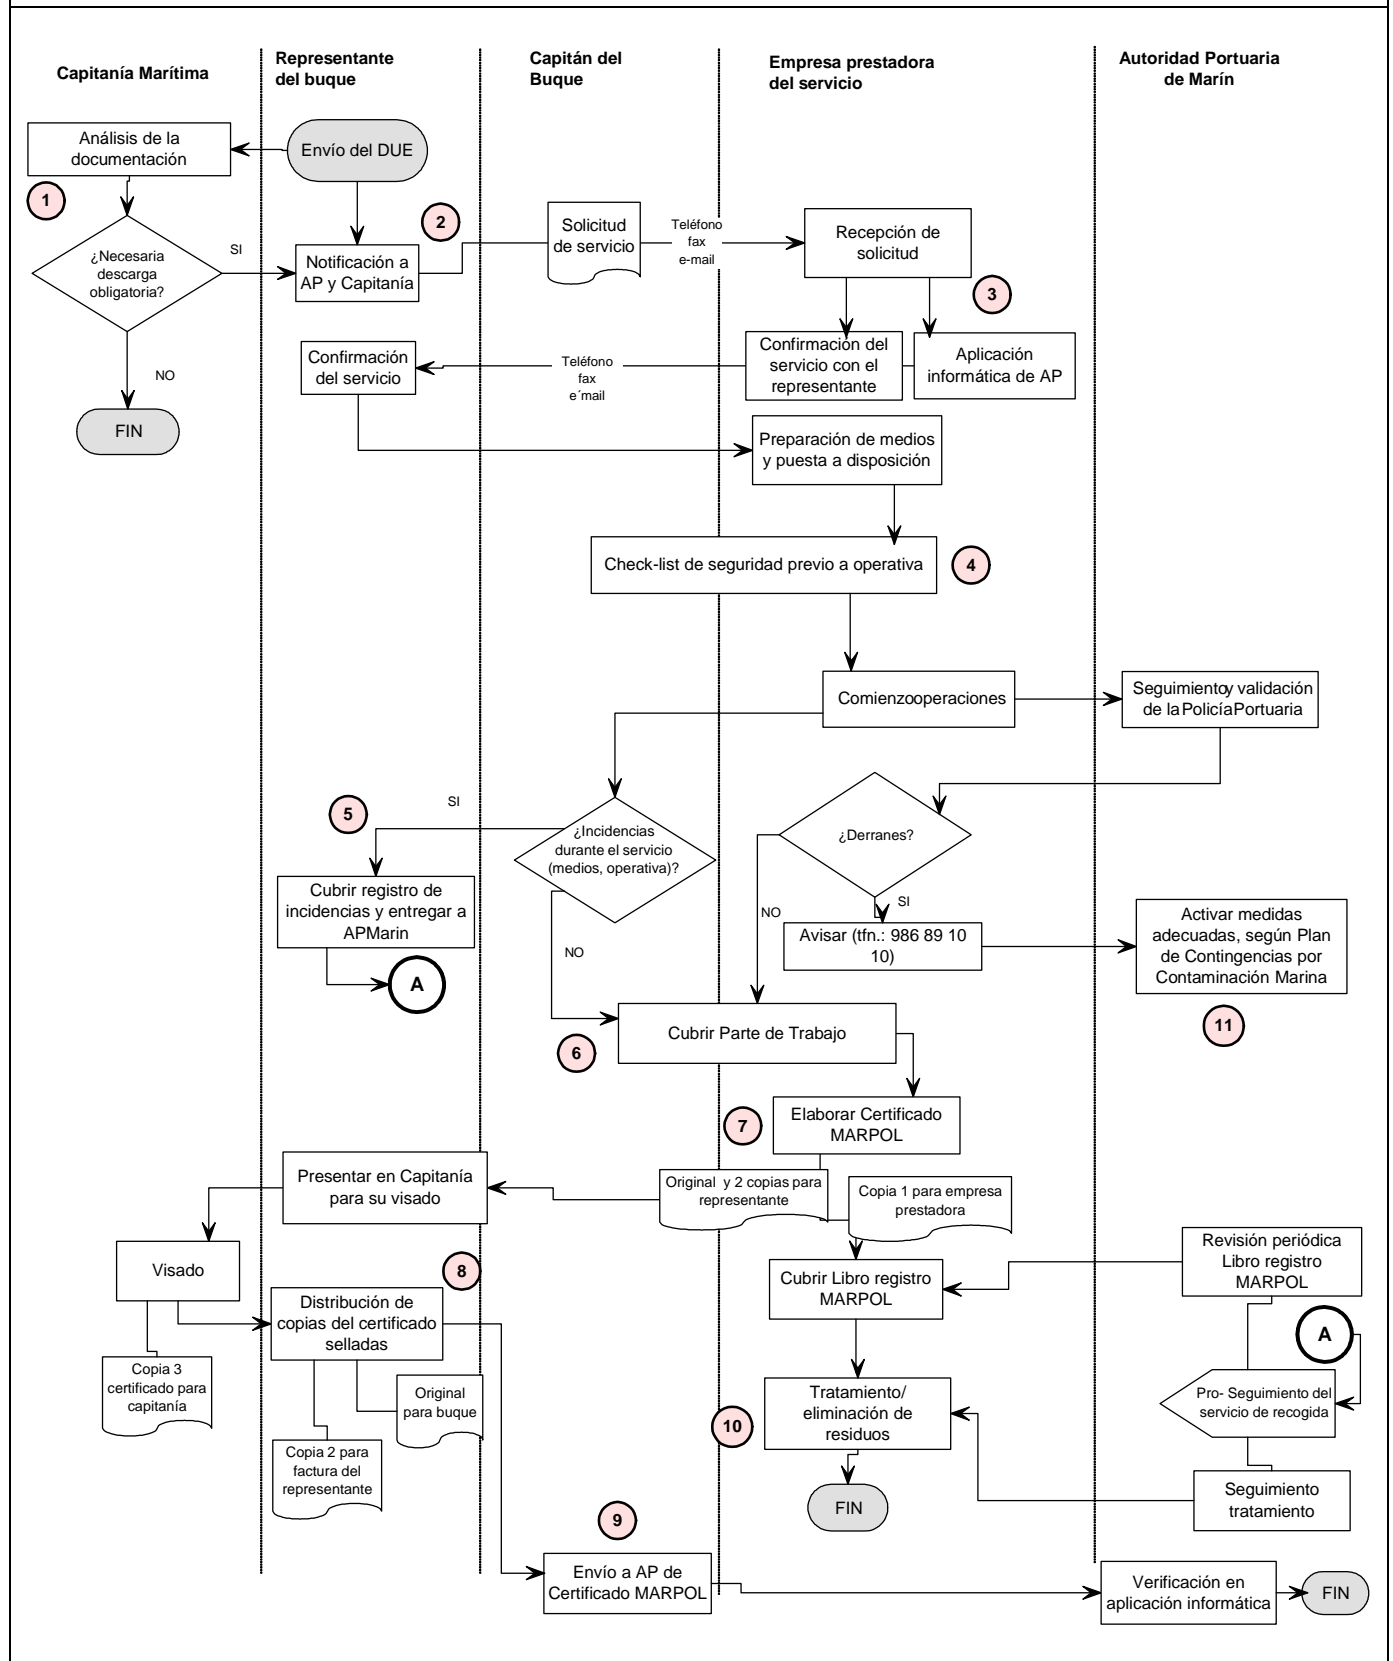 Capitanía Marítima
Representante
del buque
Capitán del
Buque
Empresa prestadora
del servicio
Autoridad Portuaria
de Marín
Análisis de la
documentación
Envío del DUE
1
2
¿Necesaria
descarga
obligatoria?
SI
Notificación a
AP y Capitanía
Solicitud
de servicio
Teléfono
fax
e-mail
Recepción de
solicitud
3
NO
FIN
Confirmación
del servicio
Teléfono
fax
e´mail
Confirmación del
servicio con el
representante
Aplicación
informática de AP
Preparación de medios
y puesta a disposición
Check-list de seguridad previo a operativa
4
Comienzooperaciones
Seguimientoy validación
de laPolicíaPortuaria
5
SI
¿Incidencias
durante el servicio
(medios, operativa)?
¿Derranes?
Cubrir registro de
incidencias y entregar a
APMarin
A
NO
NO
SI
Avisar (tfn.: 986 89 10
10)
Activar medidas
adecuadas, según Plan
de Contingencias por
Contaminación Marina
11
6
Cubrir Parte de Trabajo
7
Elaborar Certificado
MARPOL
Presentar en Capitanía
para su visado
Original y 2 copias para
representante
Copia 1 para empresa
prestadora
Visado
8
Distribución de
copias del certificado
selladas
Cubrir Libro registro
MARPOL
Revisión periódica
Libro registro
MARPOL
A
Copia 3
certificado para
capitanía
Original
para buque
Copia 2 para
factura del
representante
10
Tratamiento/
eliminación de
residuos
Pro- Seguimiento del
servicio de recogida
FIN
Seguimiento
tratamiento
9
Envío a AP de
Certificado MARPOL
Verificación en
aplicación informática
FIN